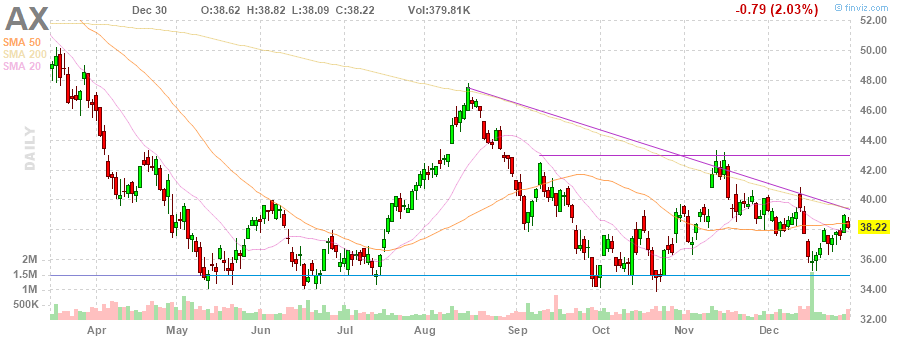 AX
Dec 30 O:38.62 H:38.82 L:38.09 C:38.22 Vol:379.81K -0.79 (2.03%) © finviz.com
SMA 50
SMA 200
SMA 20
DAILY
52.00
50.00
48.00
46.00
44.00
42.00
40.00
38.22
36.00
34.00
32.00
2M
1.5M
1M
500K
Apr May Jun Jul Aug Sep Oct Nov Dec